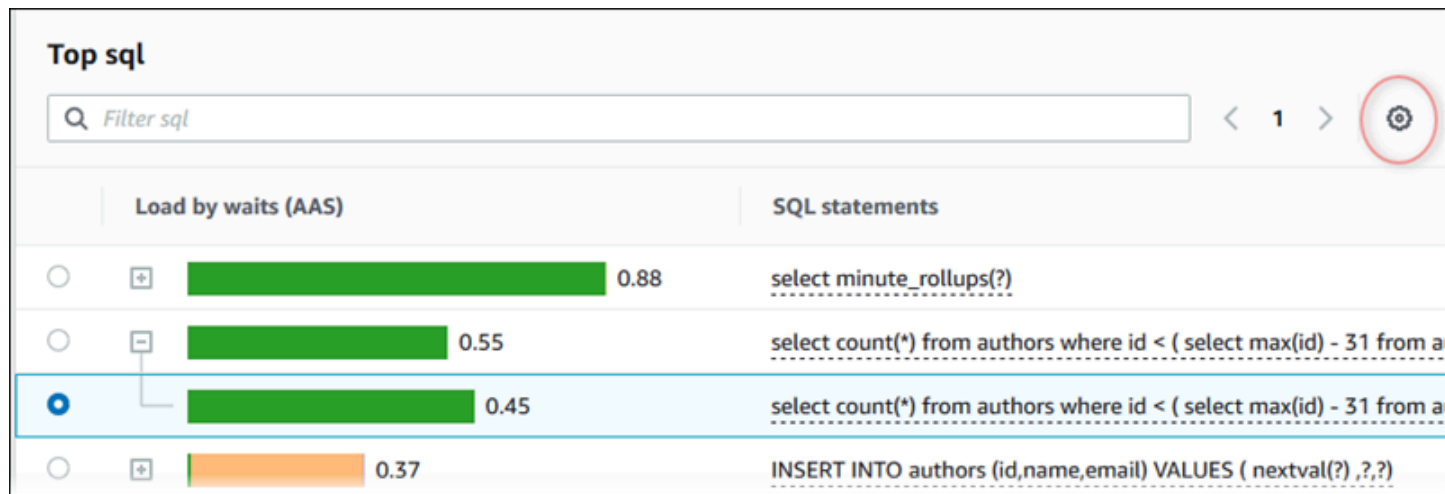 Top sql
Filter sql
1
Load by waits (AAS) SQL statements
0.88 select minute_rollups(?)
0.55 select count(*) from authors where id < ( select max(id) - 31 from a
0.45 select count(*) from authors where id < ( select max(id) - 31 from a
0.37 INSERT INTO authors (id,name,email) VALUES ( nextval(?) ,?,?)